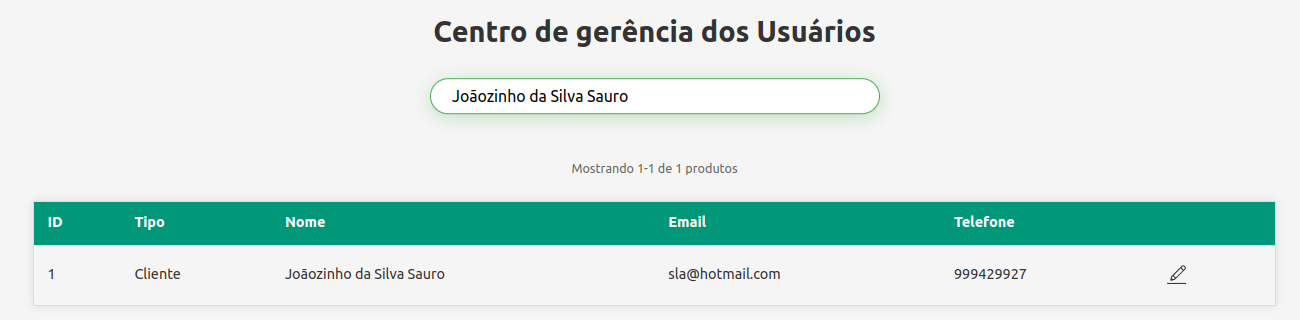 Centro de gerência dos Usuários
Joãozinho da Silva Sauro
Mostrando 1-1 de 1 produtos
ID Tipo Nome Email Telefone
1 Cliente Joãozinho da Silva Sauro sla@hotmail.com 999429927